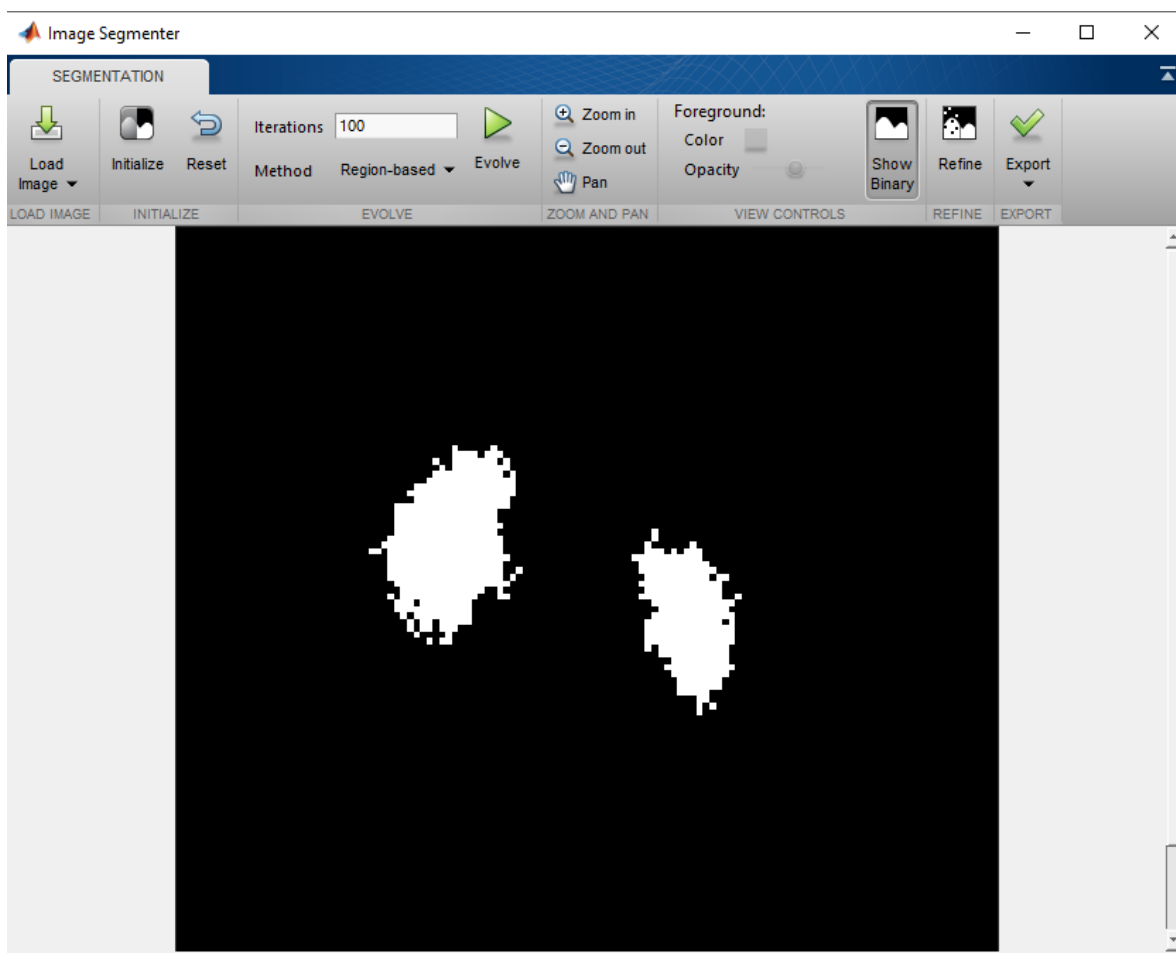 Image Segmenter
SEGMENTATION
Load
Image
LOAD IMAGE
Initialize
Reset
INITIALIZE
Iterations 100
Method Region-based
Evolve
EVOLVE
Zoom in
Zoom out
Pan
ZOOM AND PAN
Foreground:
Color
Opacity
Show
Binary
VIEW CONTROLS
Refine
REFINE
Export
EXPORT